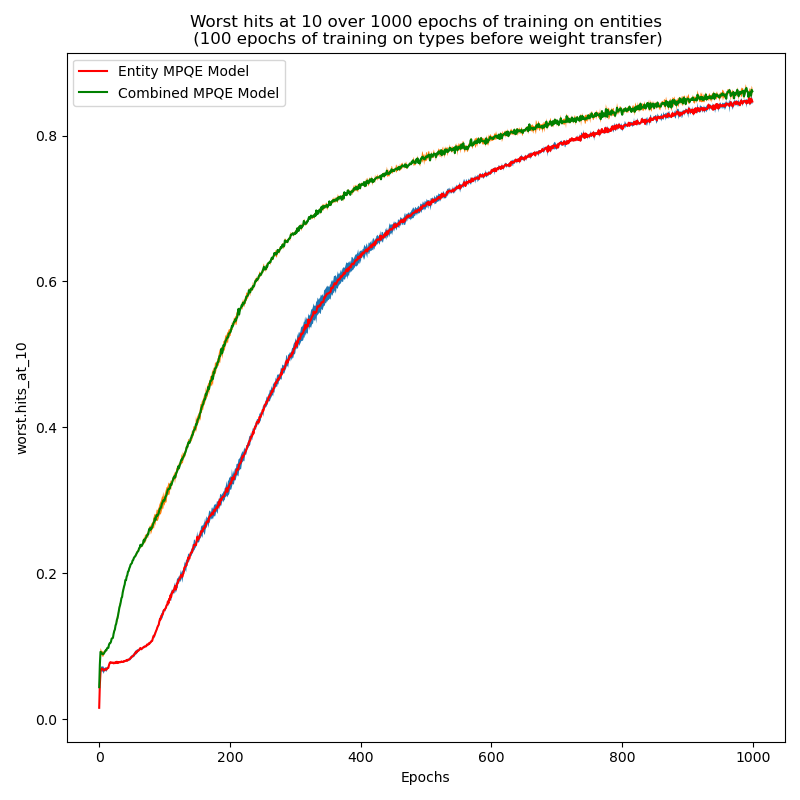 Worst hits at 10 over 1000 epochs of training on entities
(100 epochs of training on types before weight transfer)
Entity MPQE Model
Combined MPQE Model
worst.hits_at_10
0.8
0.6
0.4
0.2
0.0
0 200 400 600 800 1000
Epochs